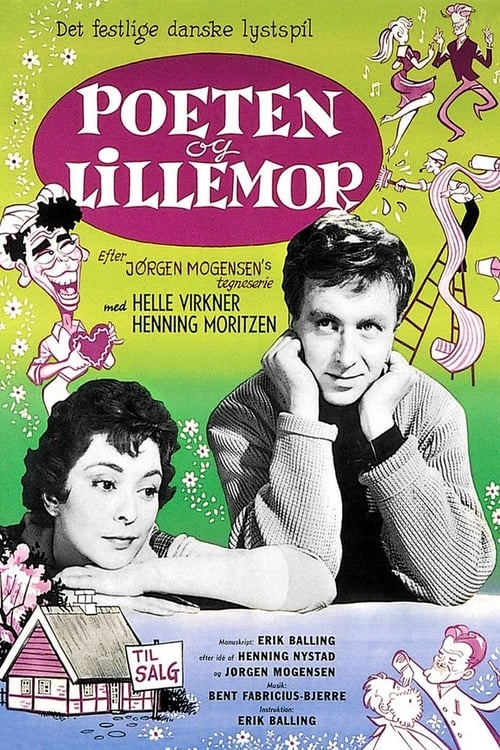 Det festlige danske lystspil
POETEN
og
LILLEMOR
Efter
JØRGEN MOGENSEN's
tegneserie
med HELLE VIRKNER
HENNING MORITZEN
TIL
SALG
Manuskript: ERIK BALLING
efter idé af HENNING NYSTAD
og JØRGEN MOGENSEN
Musik:
BENT FABRICIUS-BJERRE
Instruktion:
ERIK BALLING